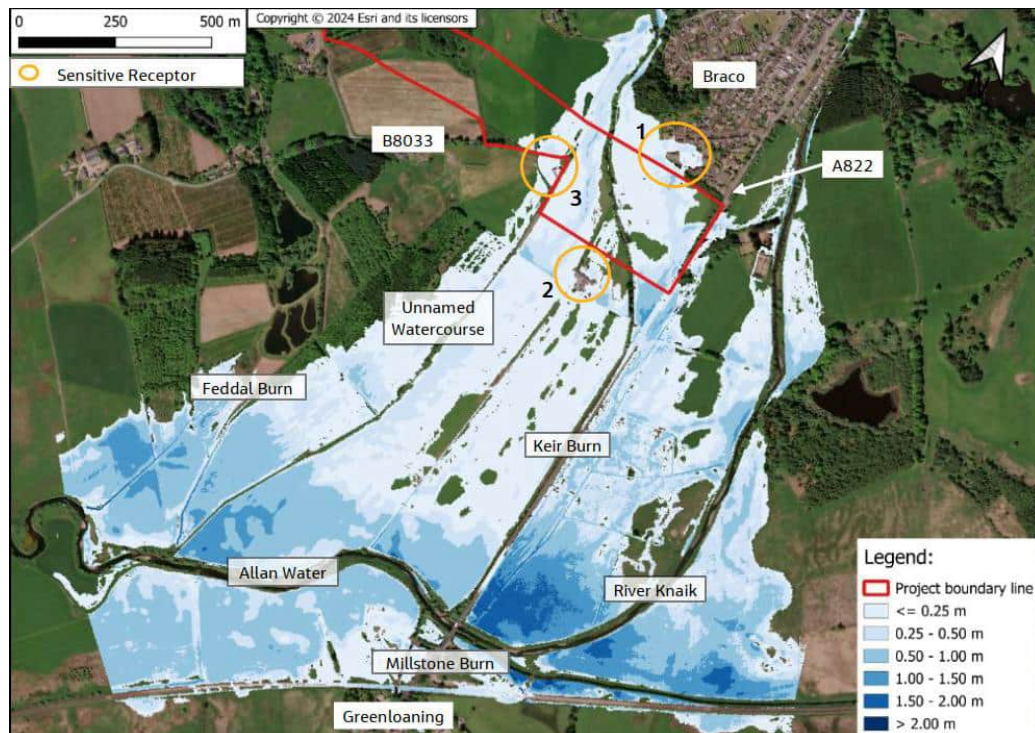 0 250 500 m
Copyright © 2024 Esri and its licensors
Sensitive Receptor
Braco
B8033
1
A822
3
2
Unnamed
Watercourse
Feddal Burn
Keir Burn
Allan Water
River Knaik
Millstone Burn
Greenloaning
Legend:
Project boundary line
<= 0.25 m
0.25 - 0.50 m
0.50 - 1.00 m
1.00 - 1.50 m
1.50 - 2.00 m
> 2.00 m